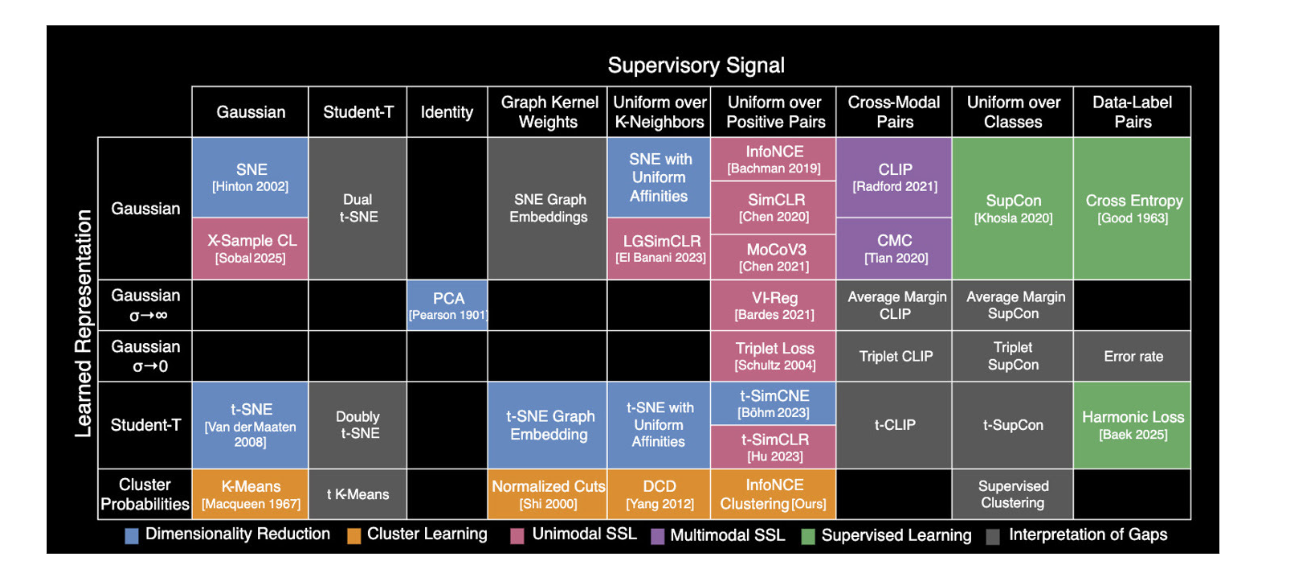 Supervisory Signal
Gaussian
Student-T
Identity
Graph Kernel
Weights
Uniform over
K-Neighbors
Uniform over
Positive Pairs
Cross-Modal
Pairs
Uniform over
Classes
Data-Label
Pairs
Learned Representation
Gaussian
SNE
[Hinton 2002]
X-Sample CL
[Sobal 2025]
Dual
t-SNE
SNE Graph
Embeddings
SNE with
Uniform
Affinities
LGSimCLR
[El Banani 2023]
InfoNCE
[Bachman 2019]
SimCLR
[Chen 2020]
MoCoV3
[Chen 2021]
CLIP
[Radford 2021]
CMC
[Tian 2020]
SupCon
[Khosla 2020]
Cross Entropy
[Good 1963]
Gaussian
σ→∞
PCA
[Pearson 1901]
VI-Reg
[Bardes 2021]
Average Margin
CLIP
Average Margin
SupCon
Gaussian
σ→0
Triplet Loss
[Schultz 2004]
Triplet CLIP
Triplet
SupCon
Error rate
Student-T
t-SNE
[Van der Maaten
2008]
Doubly
t-SNE
t-SNE Graph
Embedding
t-SNE with
Uniform
Affinities
t-SimCNE
[Böhm 2023]
t-SimCLR
[Hu 2023]
t-CLIP
t-SupCon
Harmonic Loss
[Baek 2025]
Cluster
Probabilities
K-Means
[Macqueen 1967]
t K-Means
Normalized Cuts
[Shi 2000]
DCD
[Yang 2012]
InfoNCE
Clustering [Ours]
Supervised
Clustering
Dimensionality Reduction
Cluster Learning
Unimodal SSL
Multimodal SSL
Supervised Learning
Interpretation of Gaps